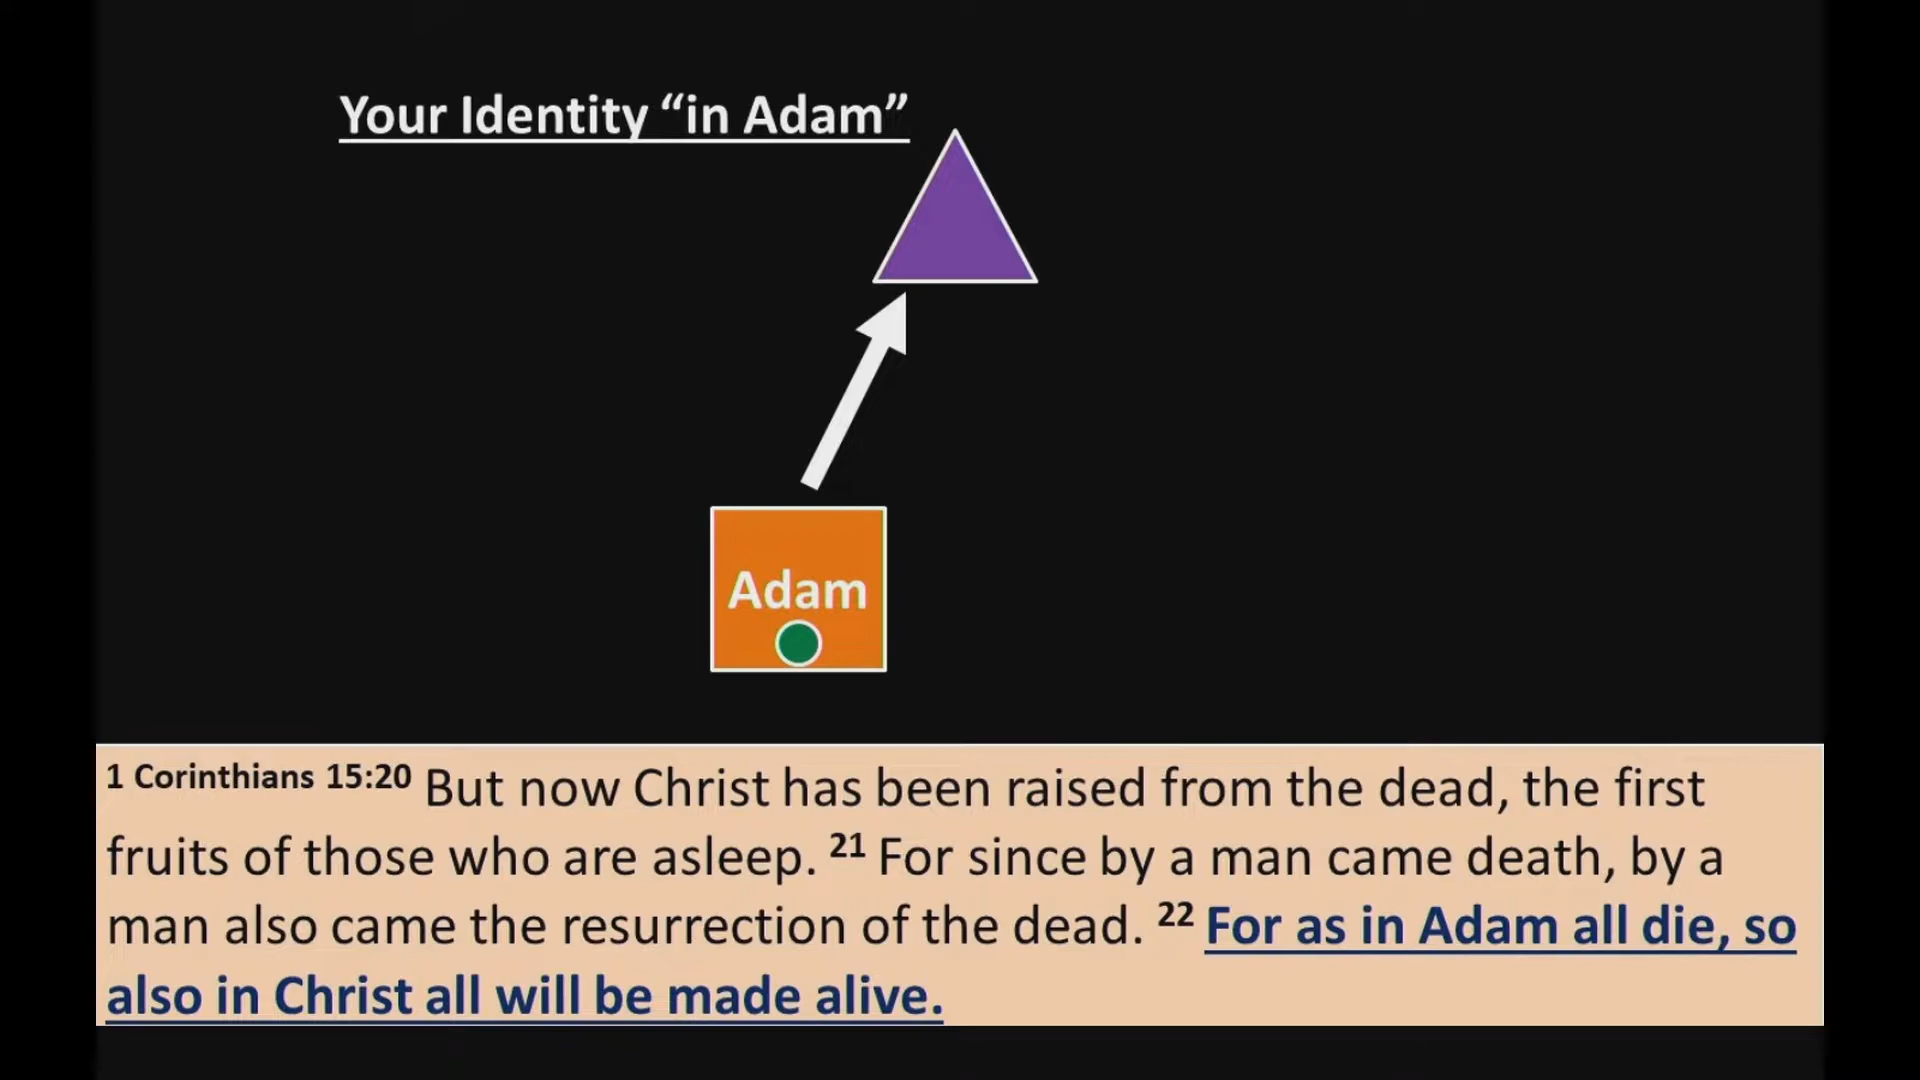 Your Identity “in Adam”
Adam
1 Corinthians 15:20 But now Christ has been raised from the dead, the first
fruits of those who are asleep. 21 For since by a man came death, by a
man also came the resurrection of the dead. 22 For as in Adam all die, so
also in Christ all will be made alive.